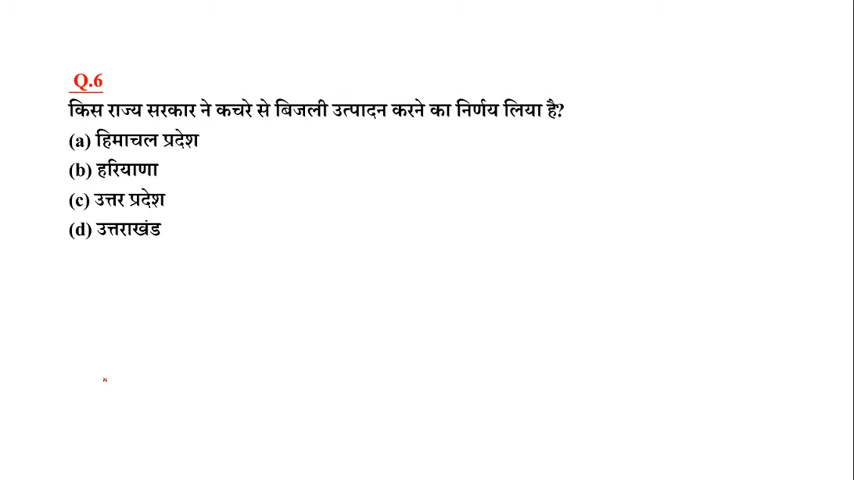 Q.6
किस राज्य सरकार ने कचरे से बिजली उत्पादन करने का निर्णय लिया है?
(a) हिमाचल प्रदेश
(b) हरियाणा
(c) उत्तर प्रदेश
(d) उत्तराखंड